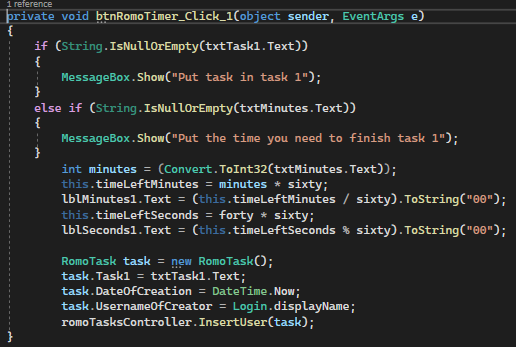 1 reference
private void btnRomoTimer_Click_1(object sender, EventArgs e)
{
    if (String.IsNullOrEmpty(txtTask1.Text))
    {
        MessageBox.Show("Put task in task 1");
    }
    else if (String.IsNullOrEmpty(txtMinutes.Text))
    {
        MessageBox.Show("Put the time you need to finish task 1");
    }
        int minutes = (Convert.ToInt32(txtMinutes.Text));
        this.timeLeftMinutes = minutes * sixty;
        lblMinutes1.Text = (this.timeLeftMinutes / sixty).ToString("00");
        this.timeLeftSeconds = forty * sixty;
        lblSeconds1.Text = (this.timeLeftSeconds % sixty).ToString("00");

        RomoTask task = new RomoTask();
        task.Task1 = txtTask1.Text;
        task.DateOfCreation = DateTime.Now;
        task.UsernameOfCreator = Login.displayName;
        romoTasksController.InsertUser(task);
}